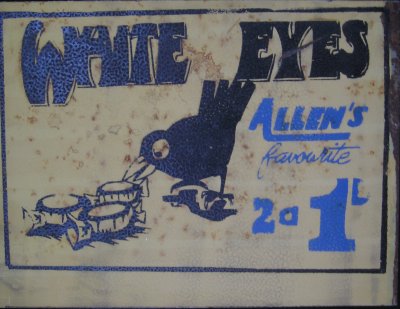 WHITE EYES
ALLEN'S
favourite
2 a 1D